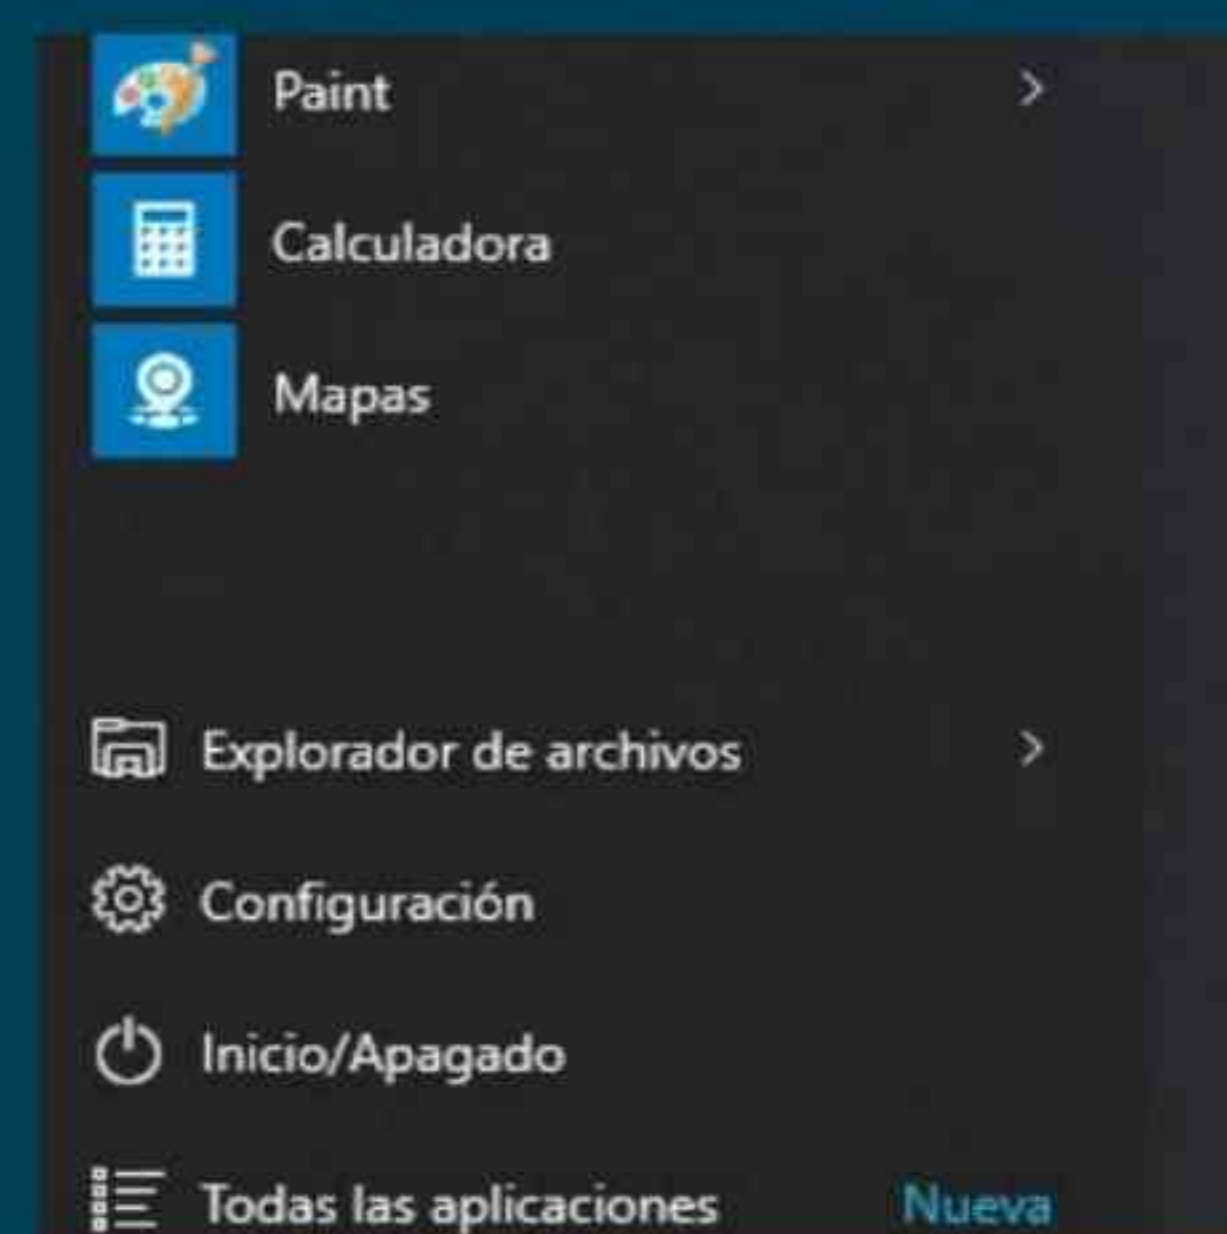 Paint
Calculadora
Mapas
Explorador de archivos
Configuración
Inicio/Apagado
Todas las aplicaciones Nueva